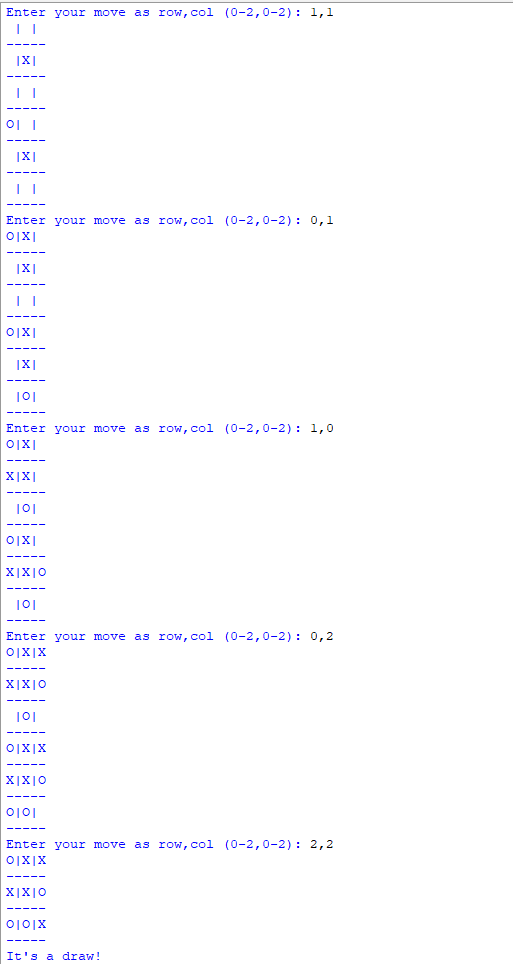 Enter your move as row,col (0-2,0-2): 1,1
 | | 
-----
 |X| 
-----
 | | 
-----
O| | 
-----
 |X| 
-----
 | | 
-----
Enter your move as row,col (0-2,0-2): 0,1
O|X| 
-----
 |X| 
-----
 | | 
-----
O|X| 
-----
 |X| 
-----
 |O| 
-----
Enter your move as row,col (0-2,0-2): 1,0
O|X| 
-----
X|X| 
-----
 |O| 
-----
O|X| 
-----
X|X|O
-----
 |O| 
-----
Enter your move as row,col (0-2,0-2): 0,2
O|X|X
-----
X|X|O
-----
 |O| 
-----
O|X|X
-----
X|X|O
-----
O|O| 
-----
Enter your move as row,col (0-2,0-2): 2,2
O|X|X
-----
X|X|O
-----
O|O|X
-----
It's a draw!